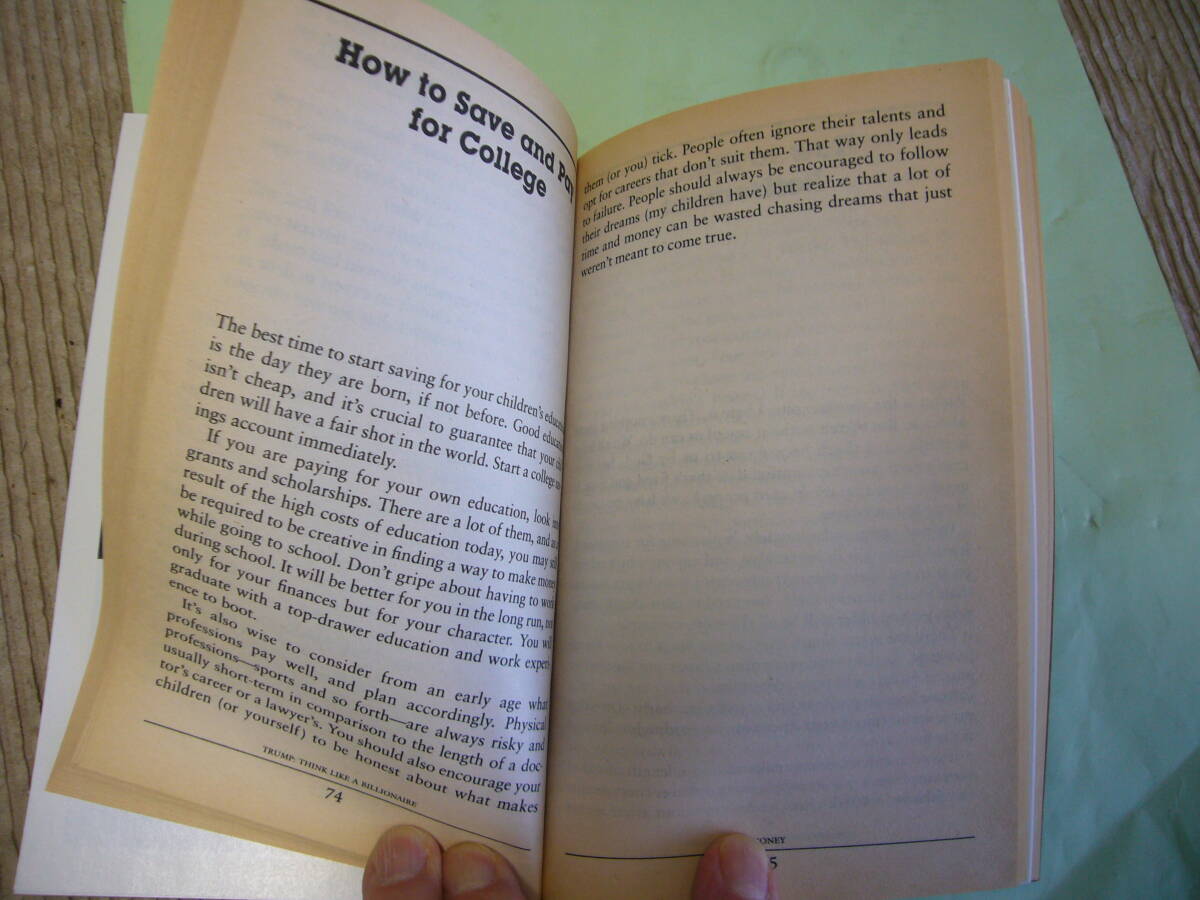 How to Save and Pay
for College
The best time to start saving for your children's
is the day they are born, if not before. Good
isn't cheap, and it's crucial to guarantee that your
dren will have a fair shot in the world. Start a college
ings account immediately.
If you are paying for your own education, look
grants and scholarships. There are a lot of them, and as a
result of the high costs of education today, you may still
be required to be creative in finding a way to make money
while going to school. Don't gripe about having to work
during school. It will be better for you in the long run, not
only for your finances but for your character. You will
graduate with a top-drawer education and work experi-
ence to boot.
It's also wise to consider from an early age what
professions pay well, and plan accordingly. Physical
professions—sports and so forth—are always risky and
usually short-term in comparison to the length of a doc-
tor's career or a lawyer's. You should also encourage your
children (or yourself) to be honest about what makes
TRUMP: THINK LIKE A BILLIONAIRE
74
them (or you) tick. People often ignore their talents and
opt for careers that don't suit them. That way only leads
to failure. People should always be encouraged to follow
their dreams (my children have) but realize that a lot of
time and money can be wasted chasing dreams that just
weren't meant to come true.
ONEY
5